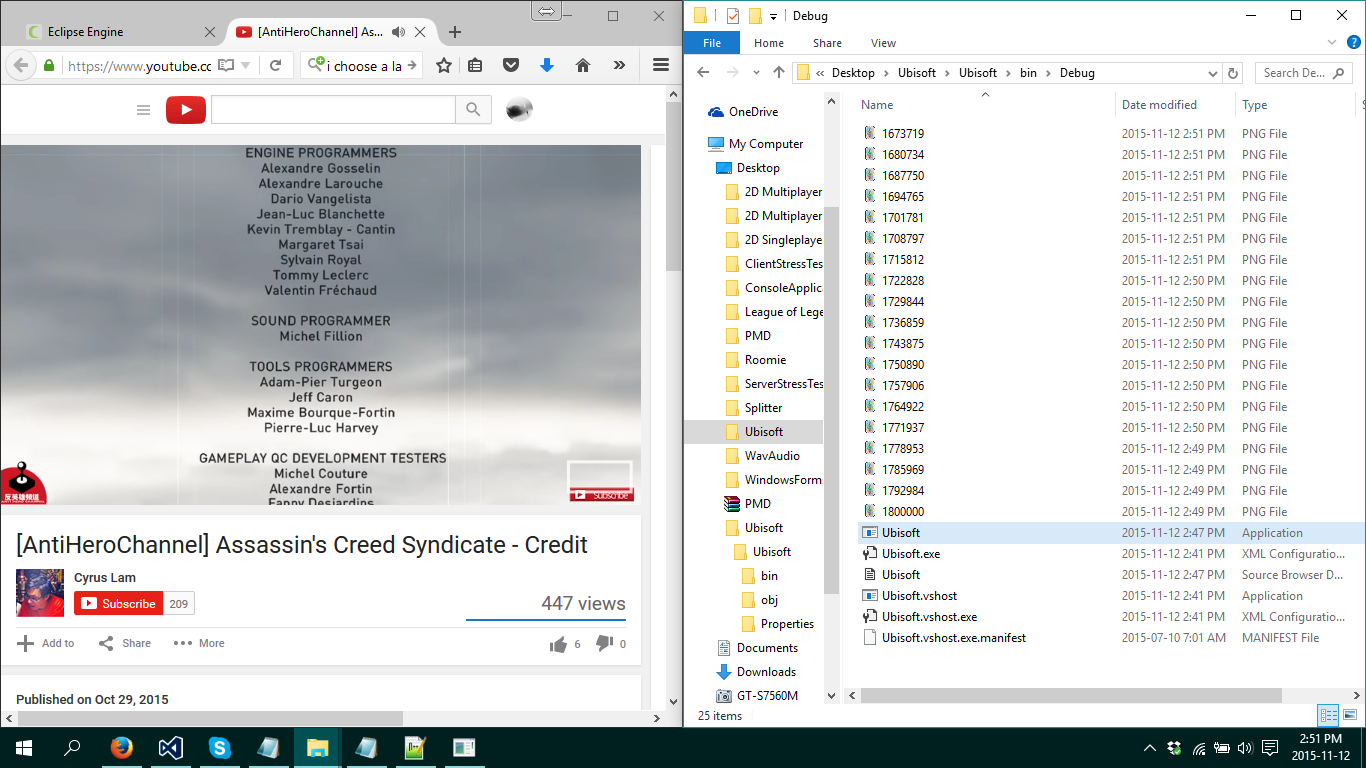 Eclipse Engine
[AntiHeroChannel] As...
https://www.youtube.cc
i choose a la
ENGINE PROGRAMMERS
Alexandre Gosselin
Alexandre Larouche
Dario Vangelista
Jean-Luc Blanchette
Kevin Tremblay - Cantin
Margaret Tsai
Sylvain Royal
Tommy Leclerc
Valentin Fréchaud
SOUND PROGRAMMER
Michel Fillion
TOOLS PROGRAMMERS
Adam-Pier Turgeon
Jeff Caron
Maxime Bourque-Fortin
Pierre-Luc Harvey
GAMEPLAY QC DEVELOPMENT TESTERS
Michel Couture
Alexandre Fortin
Fanny Desjardins
反英雄頻道
Subscribe
[AntiHeroChannel] Assassin's Creed Syndicate - Credit
Cyrus Lam
Subscribe 209
447 views
Add to Share More 6 0
Published on Oct 29, 2015
Debug
File Home Share View
« Desktop Ubisoft Ubisoft bin Debug
Search De...
OneDrive
My Computer
Desktop
2D Multiplayer
2D Multiplayer
2D Singleplaye
ClientStressTes
ConsoleApplica
League of Lege
PMD
Roomie
ServerStressTes
Splitter
Ubisoft
WavAudio
WindowsForm
PMD
Ubisoft
Ubisoft
bin
obj
Properties
Documents
Downloads
GT-S7560M
Name Date modified Type S
1673719 2015-11-12 2:51 PM PNG File
1680734 2015-11-12 2:51 PM PNG File
1687750 2015-11-12 2:51 PM PNG File
1694765 2015-11-12 2:51 PM PNG File
1701781 2015-11-12 2:51 PM PNG File
1708797 2015-11-12 2:51 PM PNG File
1715812 2015-11-12 2:51 PM PNG File
1722828 2015-11-12 2:50 PM PNG File
1729844 2015-11-12 2:50 PM PNG File
1736859 2015-11-12 2:50 PM PNG File
1743875 2015-11-12 2:50 PM PNG File
1750890 2015-11-12 2:50 PM PNG File
1757906 2015-11-12 2:50 PM PNG File
1764922 2015-11-12 2:50 PM PNG File
1771937 2015-11-12 2:50 PM PNG File
1778953 2015-11-12 2:49 PM PNG File
1785969 2015-11-12 2:49 PM PNG File
1792984 2015-11-12 2:49 PM PNG File
1800000 2015-11-12 2:49 PM PNG File
Ubisoft 2015-11-12 2:47 PM Application
Ubisoft.exe 2015-11-12 2:41 PM XML Configuratio...
Ubisoft 2015-11-12 2:47 PM Source Browser D...
Ubisoft.vshost 2015-11-12 2:41 PM Application
Ubisoft.vshost.exe 2015-11-12 2:41 PM XML Configuratio...
Ubisoft.vshost.exe.manifest 2015-07-10 7:01 AM MANIFEST File
25 items
2:51 PM
2015-11-12